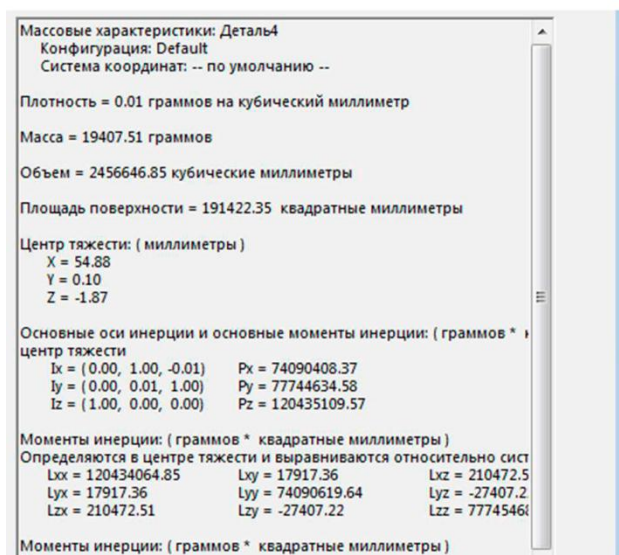 Массовые характеристики: Деталь4
Конфигурация: Default
Система координат: -- по умолчанию --
Плотность = 0.01 граммов на кубический миллиметр
Масса = 19407.51 граммов
Объем = 2456646.85 кубические миллиметры
Площадь поверхности = 191422.35 квадратные миллиметры
Центр тяжести: ( миллиметры )
X = 54.88
Y = 0.10
Z = -1.87
Основные оси инерции и основные моменты инерции: ( граммов *
центр тяжести
Ix = ( 0.00, 1.00, -0.01) Px = 74090408.37
Iy = ( 0.00, 0.01, 1.00) Py = 77744634.58
Iz = ( 1.00, 0.00, 0.00) Pz = 120435109.57
Моменты инерции: ( граммов * квадратные миллиметры )
Определяются в центре тяжести и выравниваются относительно сист
Lxx = 120434064.85 Lxy = 17917.36 Lxz = 210472.5
Lyx = 17917.36 Lyy = 74090619.64 Lyz = -27407.2
Lzx = 210472.51 Lzy = -27407.22 Lzz = 7774546
Моменты инерции: ( граммов * квадратные миллиметры )